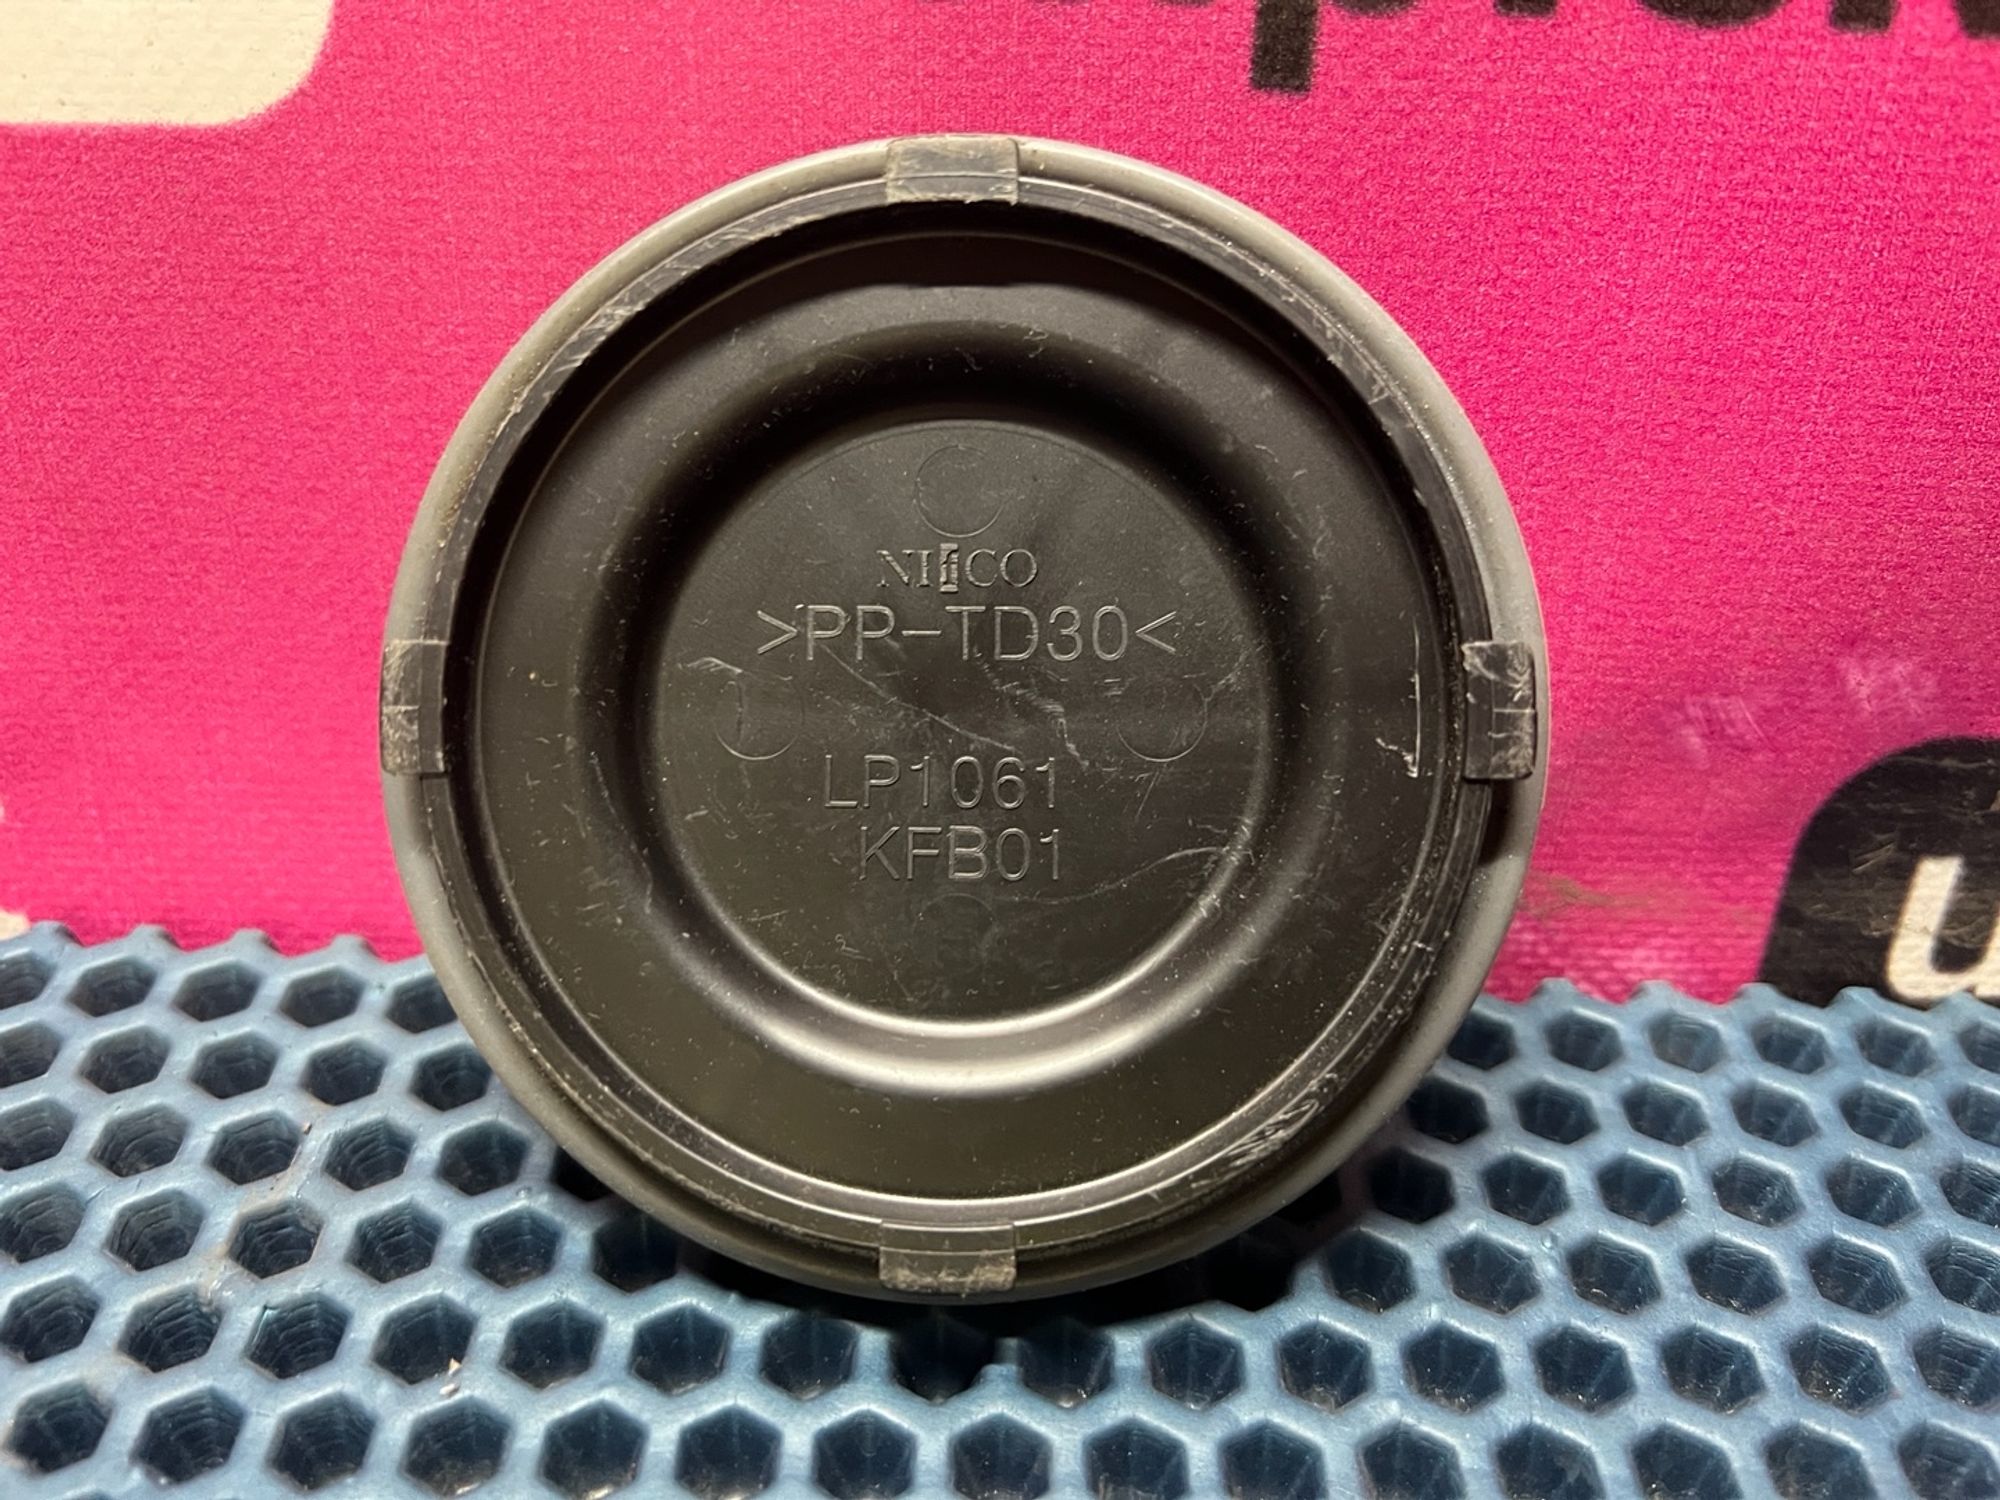 NIfCO
>PP-TD30<
LP1061
KFB01